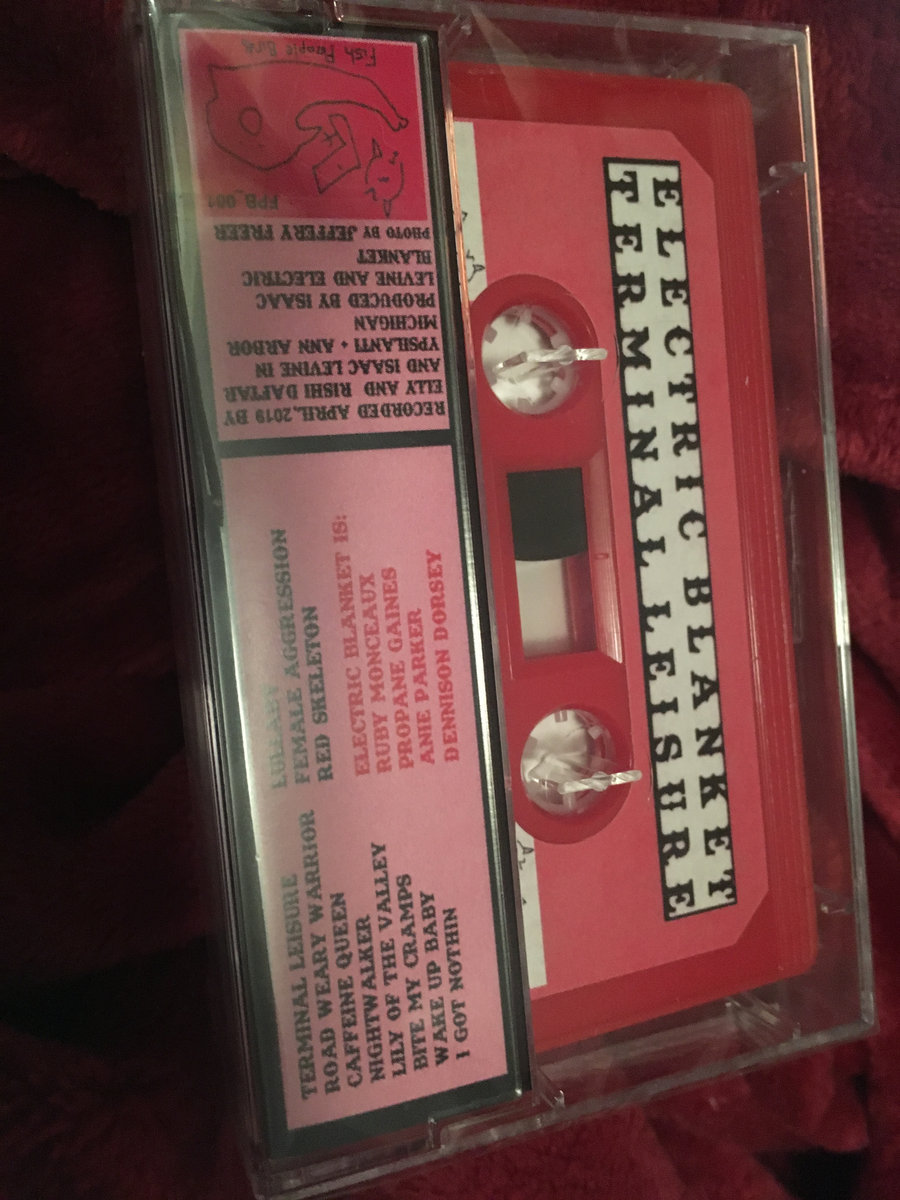 ELECTRIC BLANKET
TERMINAL LEISURE
TERMINAL LEISURE
ROAD WEARY WARRIOR
CAFFEINE QUEEN
NIGHTWALKER
LILY OF THE VALLEY
BITE MY CRAMPS
WAKE UP BABY
I GOT NOTHIN
LULLABY
FEMALE AGGRESSION
RED SKELETON
ELECTRIC BLANKET IS:
RUBY MONCEAUX
PROPANE GAINES
ANIE PARKER
DENNISON DORSEY
RECORDED APRIL, 2019 BY
ELLY AND RISHI DAFTAR
AND ISAAC LEVINE IN
YPSILANTI + ANN ARBOR
MICHIGAN
PRODUCED BY ISAAC
LEVINE AND ELECTRIC
BLANKET
PHOTO BY JEFFERY FREER
FPB_001
Fish People Birds